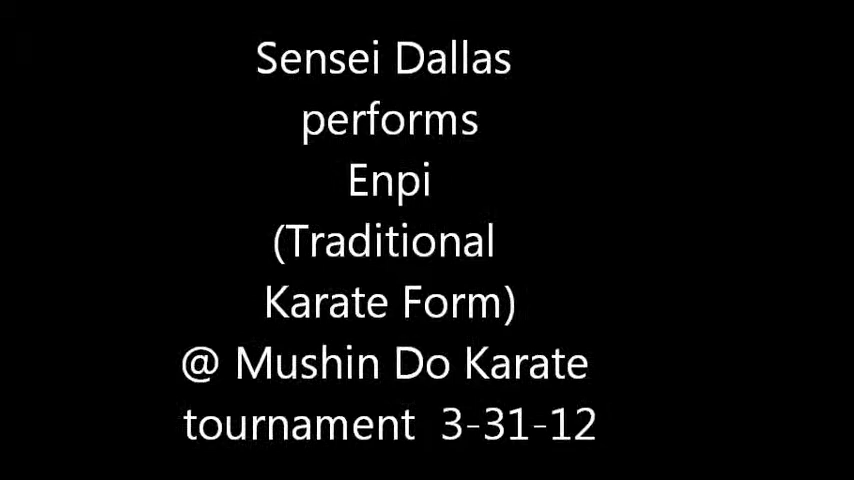 Sensei Dallas
performs
Enpi
(Traditional
Karate Form)
@ Mushin Do Karate
tournament  3-31-12